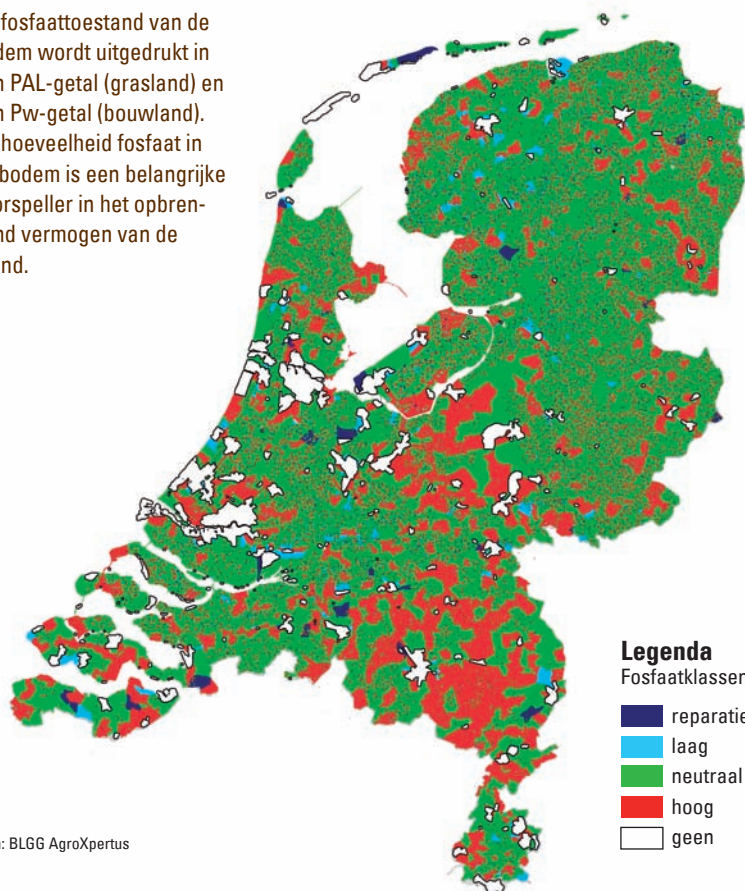 fosfaattoestand van de
dem wordt uitgedrukt in
n PAL-getal (grasland) en
n Pw-getal (bouwland).
hoeveelheid fosfaat in
bodem is een belangrijke
orspeller in het opbren-
nd vermogen van de
nd.
Legenda
Fosfaatklassen
reparatie
laag
neutraal
hoog
geen
: BLGG AgroXpertus